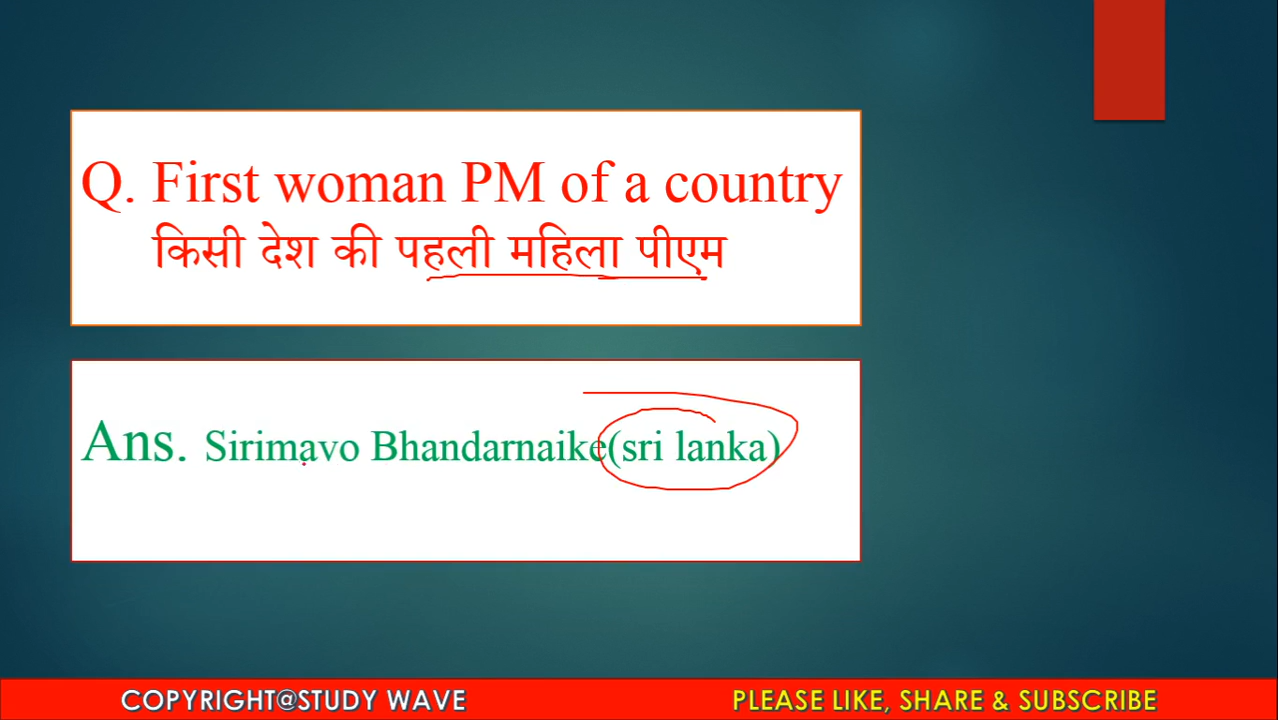 Q. First woman PM of a country
किसी देश की पहली महिला पीएम
Ans. Sirimavo Bhandarnaike(sri lanka)
COPYRIGHT@STUDY WAVE
PLEASE LIKE, SHARE & SUBSCRIBE